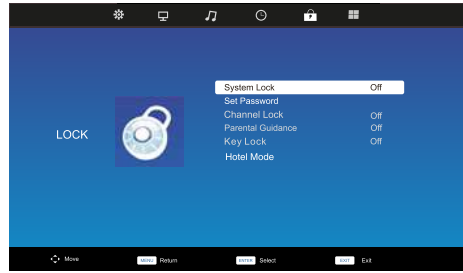 System Lock Off
Set Password
Channel Lock Off
Parental Guidance Off
Key Lock Off
Hotel Mode
LOCK
Move MENU Return ENTER Select EXIT Exit